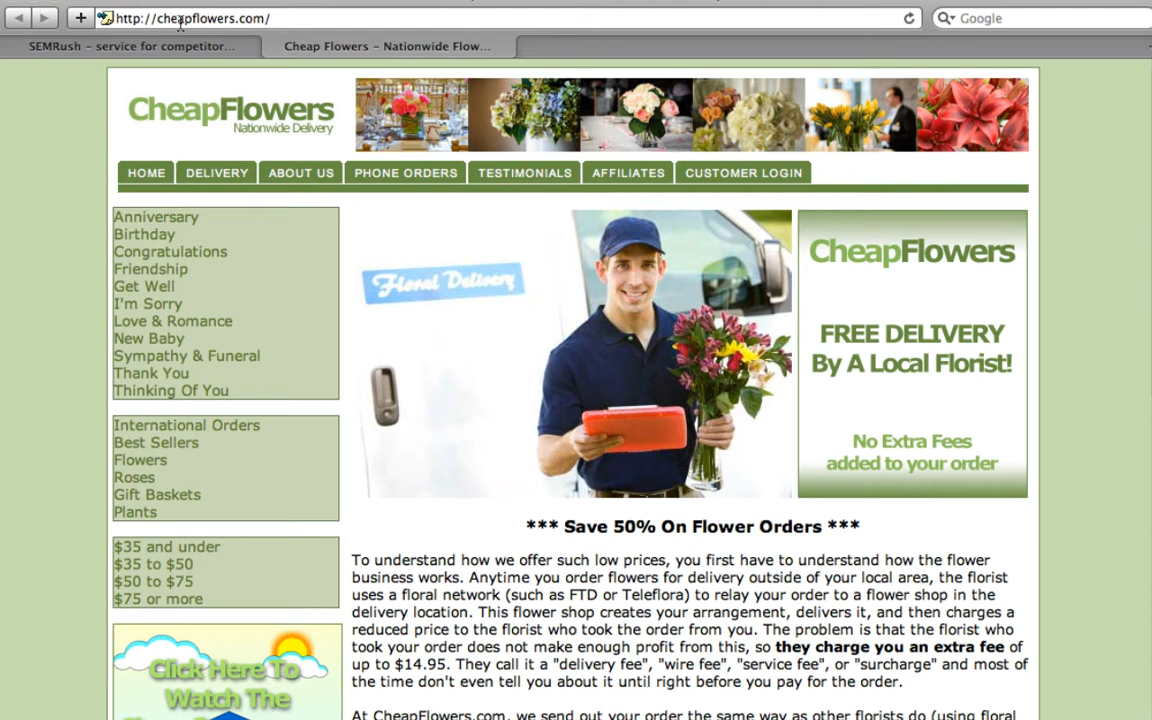 http://cheapflowers.com/
Google
SEMRush – service for competitor...
Cheap Flowers – Nationwide Flow...
CheapFlowers
Nationwide Delivery
HOME
DELIVERY
ABOUT US
PHONE ORDERS
TESTIMONIALS
AFFILIATES
CUSTOMER LOGIN
Anniversary
Birthday
Congratulations
Friendship
Get Well
I'm Sorry
Love & Romance
New Baby
Sympathy & Funeral
Thank You
Thinking Of You
International Orders
Best Sellers
Flowers
Roses
Gift Baskets
Plants
$35 and under
$35 to $50
$50 to $75
$75 or more
Click Here To
Watch The
Floral Delivery
CheapFlowers
FREE DELIVERY
By A Local Florist!
No Extra Fees
added to your order
*** Save 50% On Flower Orders ***
To understand how we offer such low prices, you first have to understand how the flower
business works. Anytime you order flowers for delivery outside of your local area, the florist
uses a floral network (such as FTD or Teleflora) to relay your order to a flower shop in the
delivery location. This flower shop creates your arrangement, delivers it, and then charges a
reduced price to the florist who took the order from you. The problem is that the florist who
took your order does not make enough profit from this, so they charge you an extra fee of
up to $14.95. They call it a "delivery fee", "wire fee", "service fee", or "surcharge" and most of
the time don't even tell you about it until right before you pay for the order.
At CheapFlowers.com, we send out your order the same way as other florists do (using floral